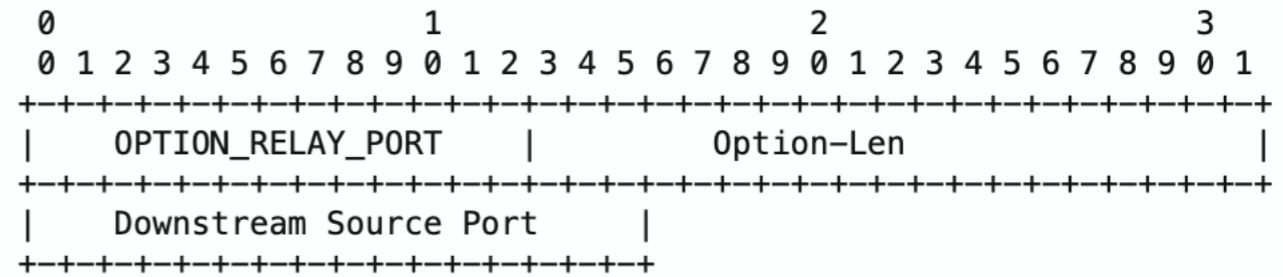 0                   1                   2                   3
 0 1 2 3 4 5 6 7 8 9 0 1 2 3 4 5 6 7 8 9 0 1 2 3 4 5 6 7 8 9 0 1
+-+-+-+-+-+-+-+-+-+-+-+-+-+-+-+-+-+-+-+-+-+-+-+-+-+-+-+-+-+-+-+-+
|    OPTION_RELAY_PORT    |         Option-Len                  |
+-+-+-+-+-+-+-+-+-+-+-+-+-+-+-+-+-+-+-+-+-+-+-+-+-+-+-+-+-+-+-+-+
|    Downstream Source Port     |
+-+-+-+-+-+-+-+-+-+-+-+-+-+-+-+-+